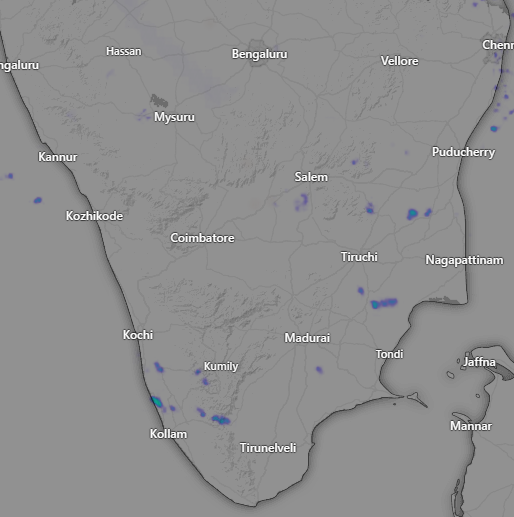 Hassan
Bengaluru
Chenn
ngaluru
Vellore
Mysuru
Kannur
Puducherry
Salem
Kozhikode
Coimbatore
Tiruchi
Nagapattinam
Kochi
Madurai
Tondi
Kumily
Jaffna
Mannar
Kollam
Tirunelveli